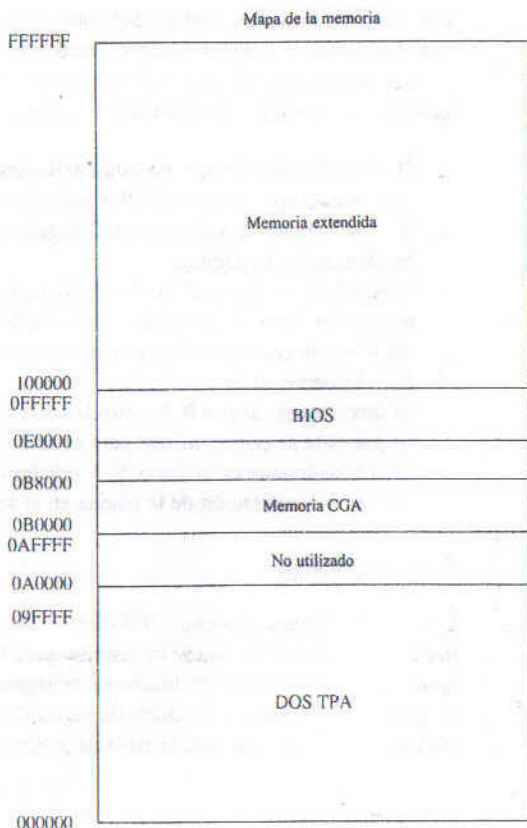 Mapa de la memoria
FFFFFF
Memoria extendida
100000
0FFFFF
BIOS
0E0000
0B8000
Memoria CGA
0B0000
0AFFFF
No utilizado
0A0000
09FFFF
DOS TPA
000000